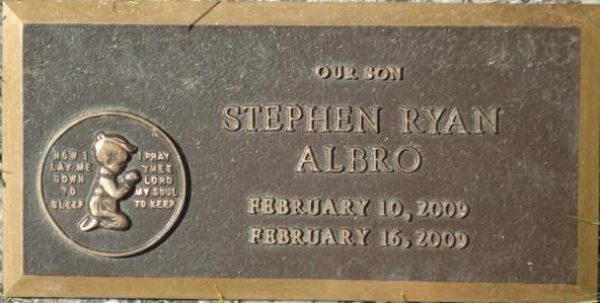 OUR SON
STEPHEN RYAN
ALBRO
FEBRUARY 10, 2009
FEBRUARY 16, 2009
NOW I
LAY ME
DOWN
TO
SLEEP
PRAY
THEE
LORD
MY SOUL
TO KEEP